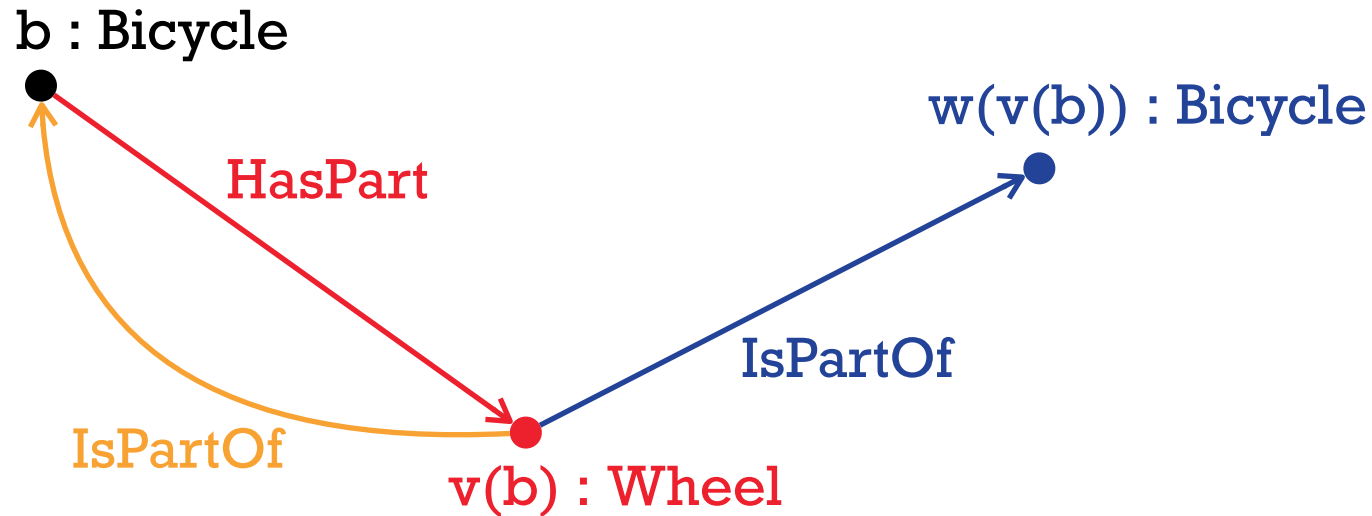 b : Bicycle
w(v(b)) : Bicycle
HasPart
IsPartOf
IsPartOf
v(b) : Wheel